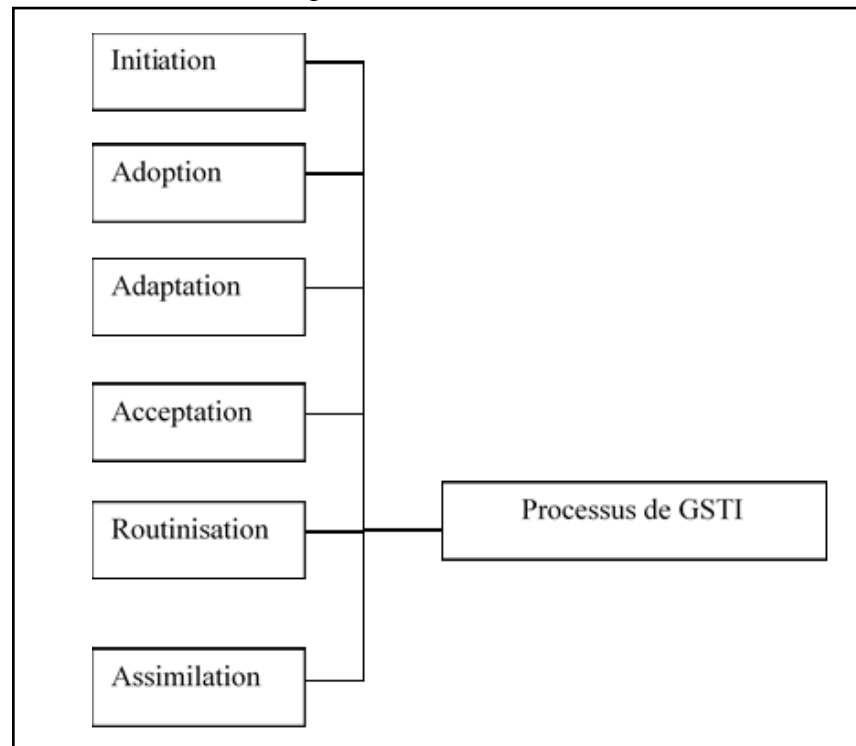 Initiation
Adoption
Adaptation
Acceptation
Processus de GSTI
Routinisation
Assimilation